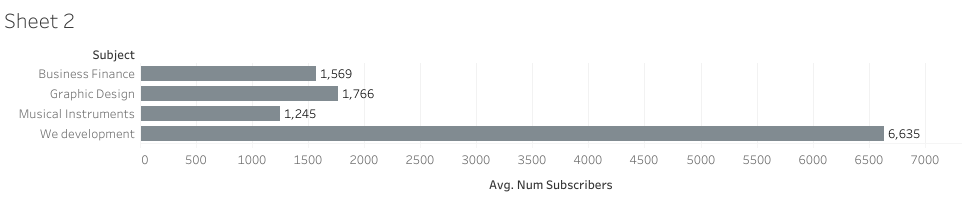 Sheet 2
Subject
Business Finance 1,569
Graphic Design 1,766
Musical Instruments 1,245
We development 6,635
0 500 1000 1500 2000 2500 3000 3500 4000 4500 5000 5500 6000 6500 7000
Avg. Num Subscribers